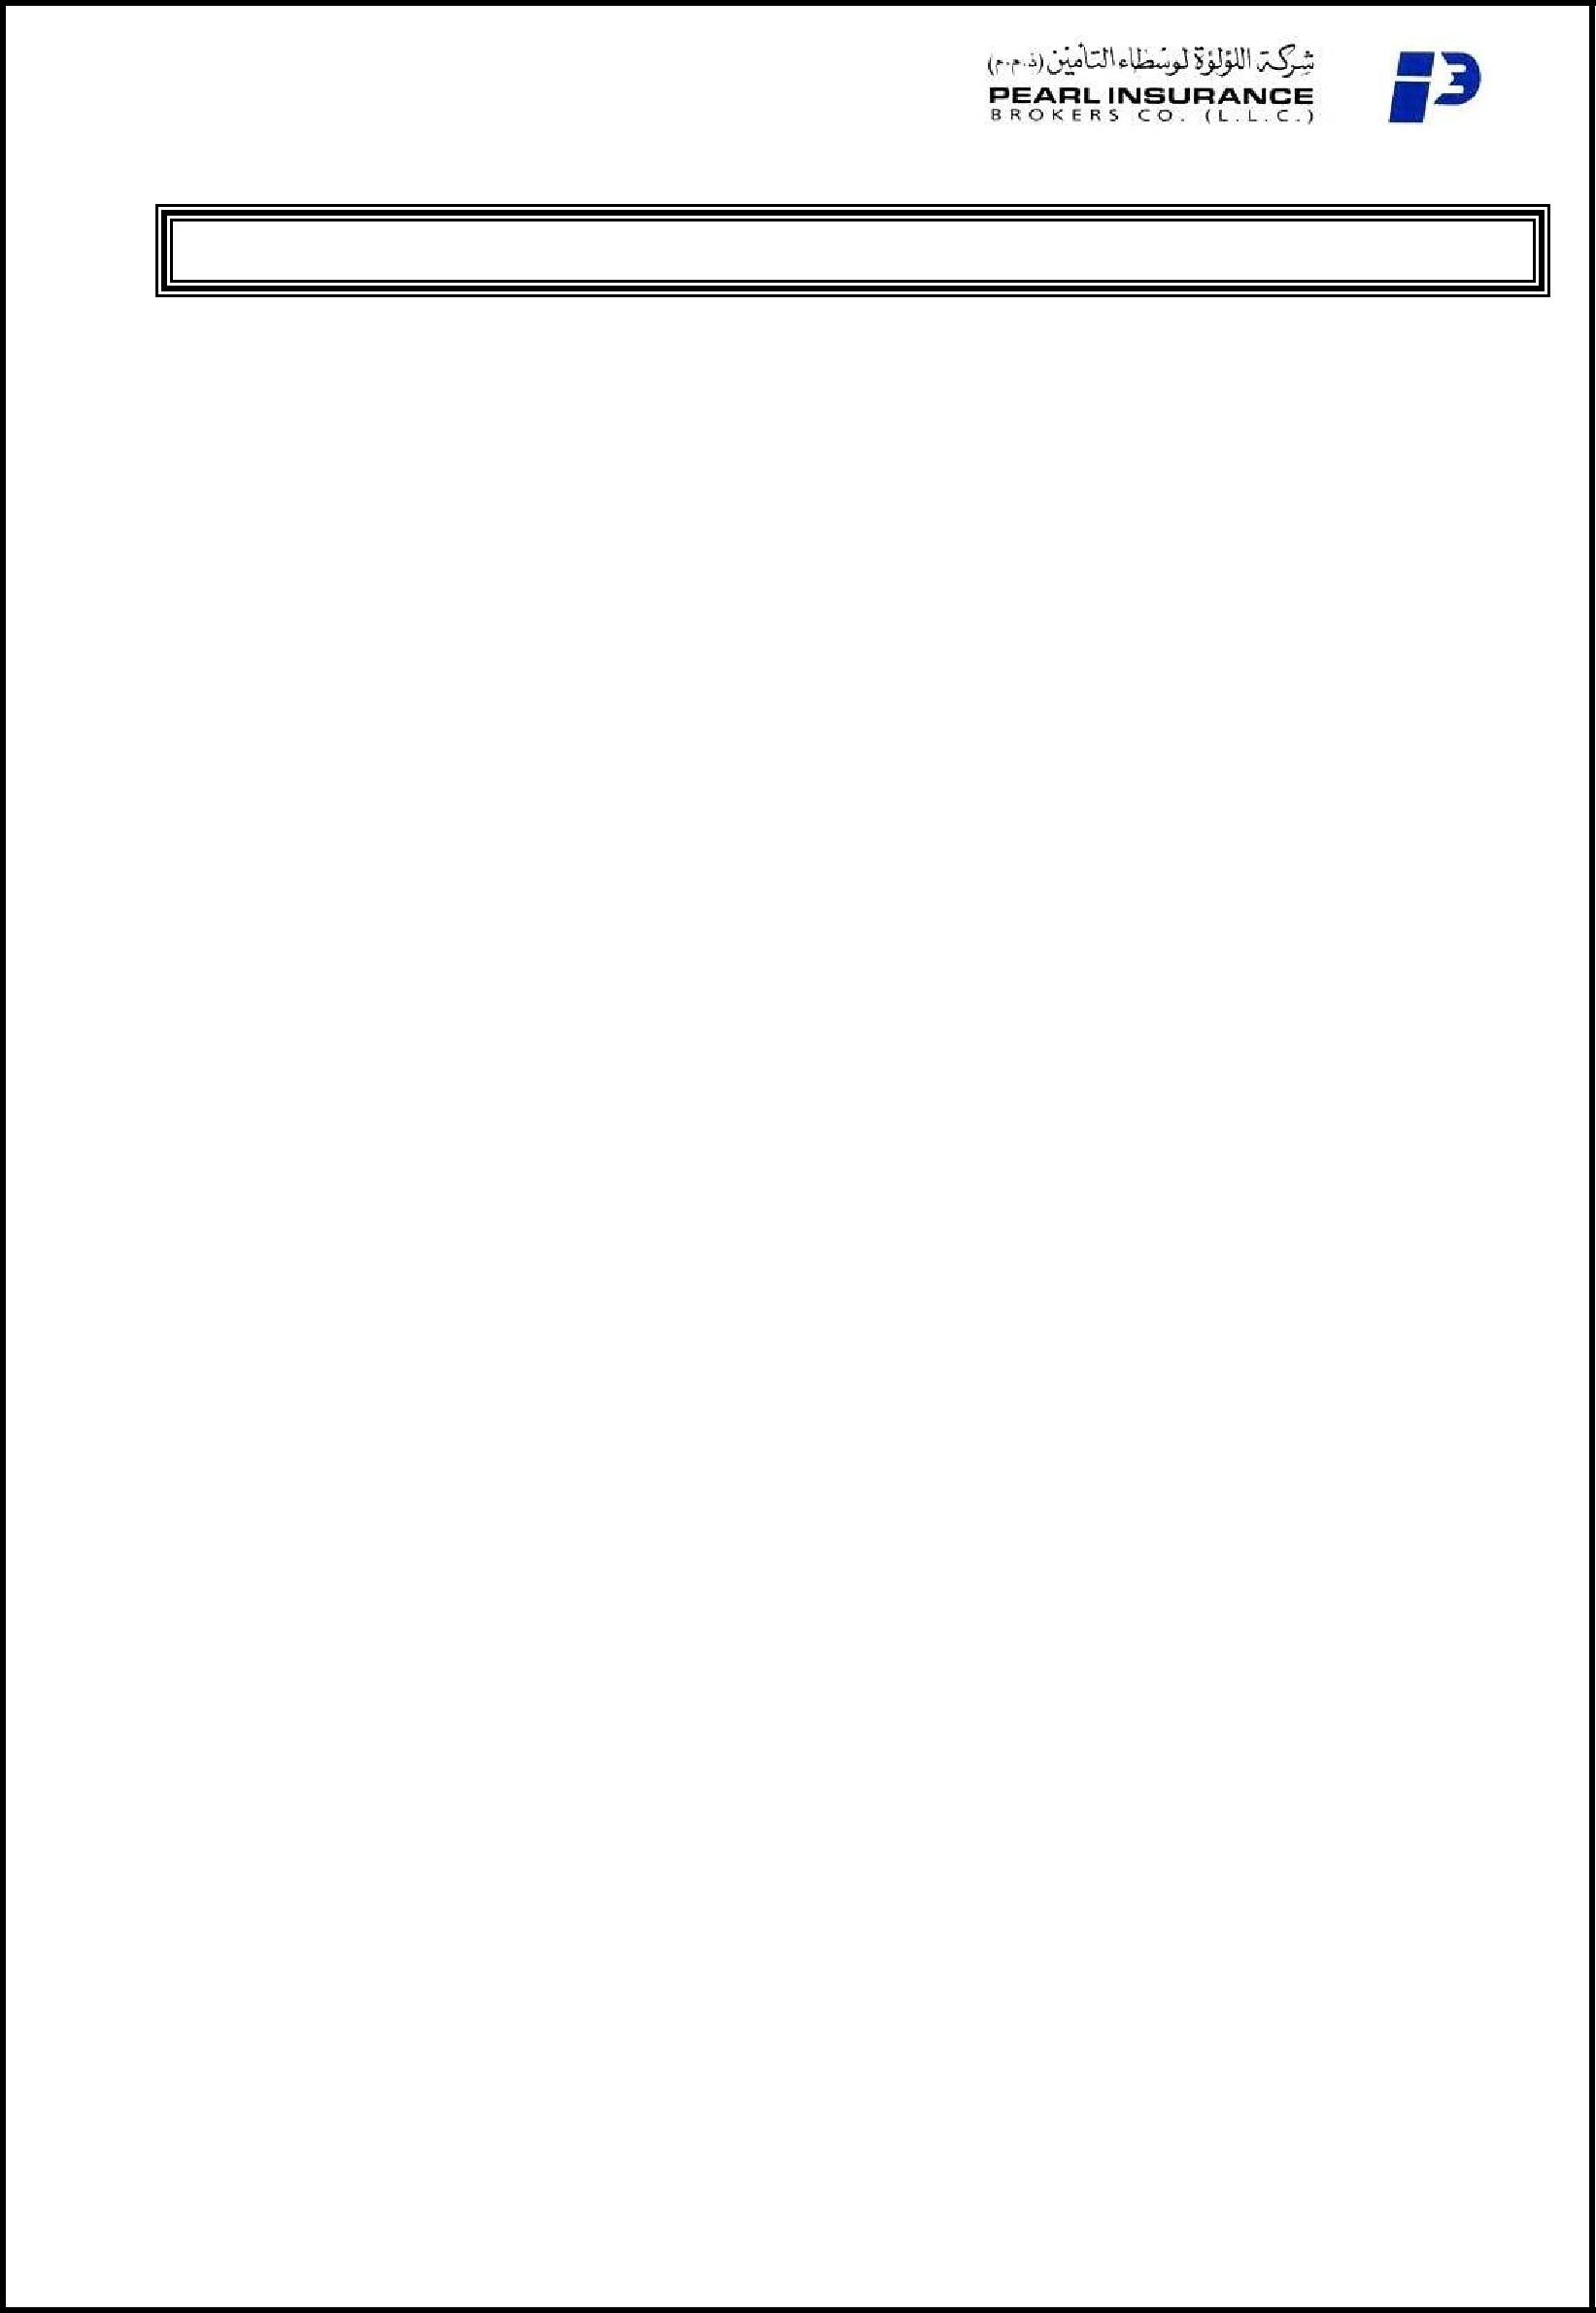 شركة اللؤلؤة لوسطاء التأمين (ذ.م.م)
PEARL INSURANCE
BROKERS CO. (L.L.C.)